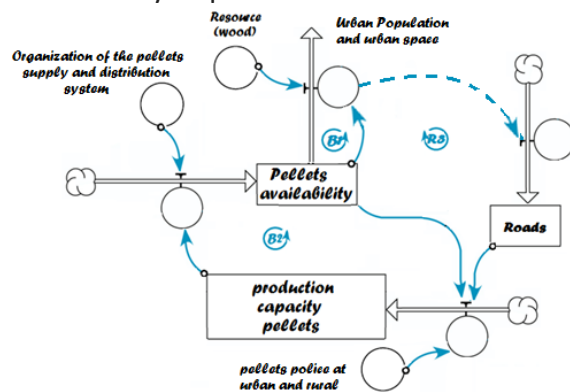 Resource
(wood)
Urban Population
and urban space
Organization of the pellets
supply and distribution
system
B1
R3
Pellets
availability
Roads
B2
production
capacity
pellets
pellets police at
urban and rural